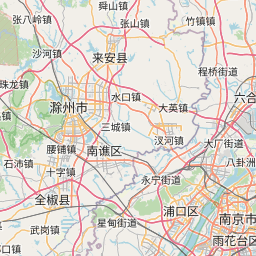 张八岭镇
舜山镇
张山镇
竹镇镇
沙河镇
来安县
程桥街道
珠龙镇
滁州市
水口镇
大英镇
六合
三城镇
汊河镇
大厂街道
腰铺镇
南谯区
石沛镇
八卦洲
十字镇
永宁街道
全椒县
浦口区
星甸街道
南京市
武岗镇
雨花台区